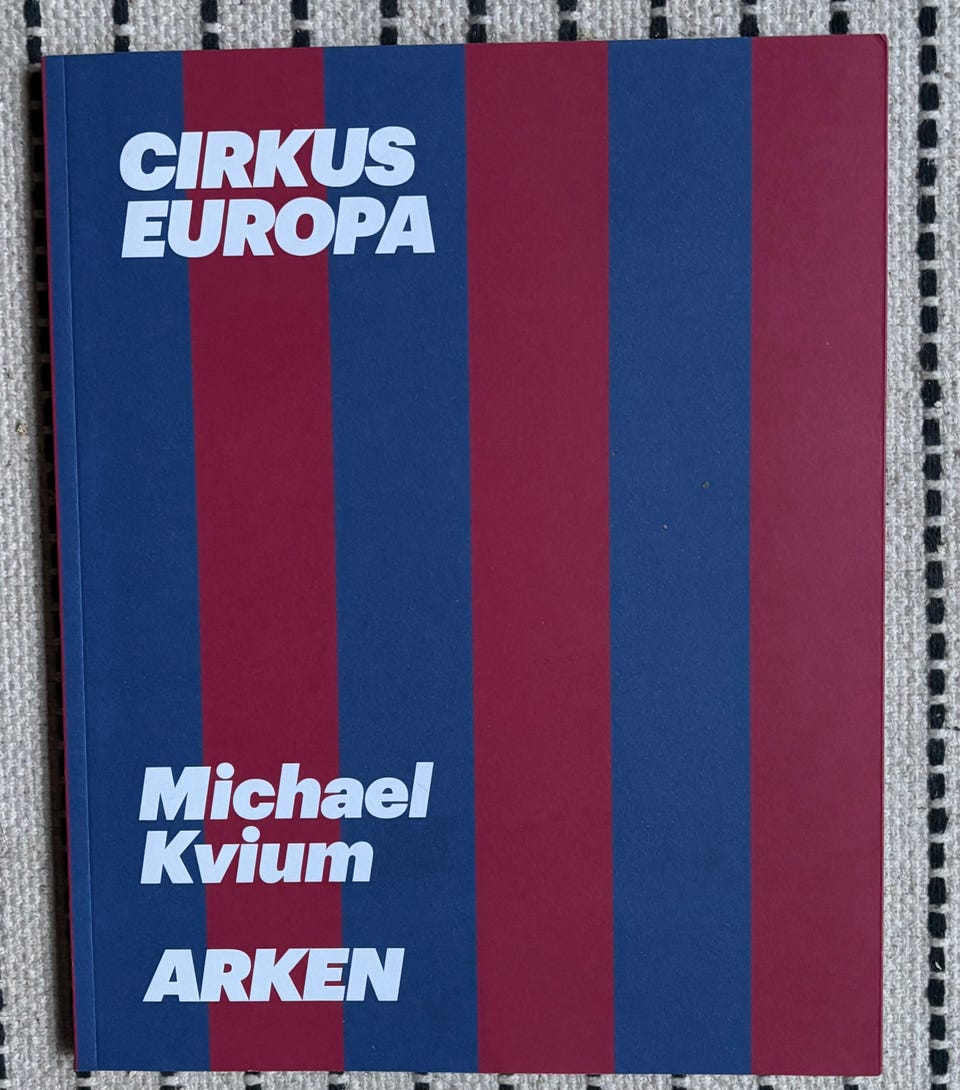 CIRKUS
EUROPA
Michael
Kvium
ARKEN